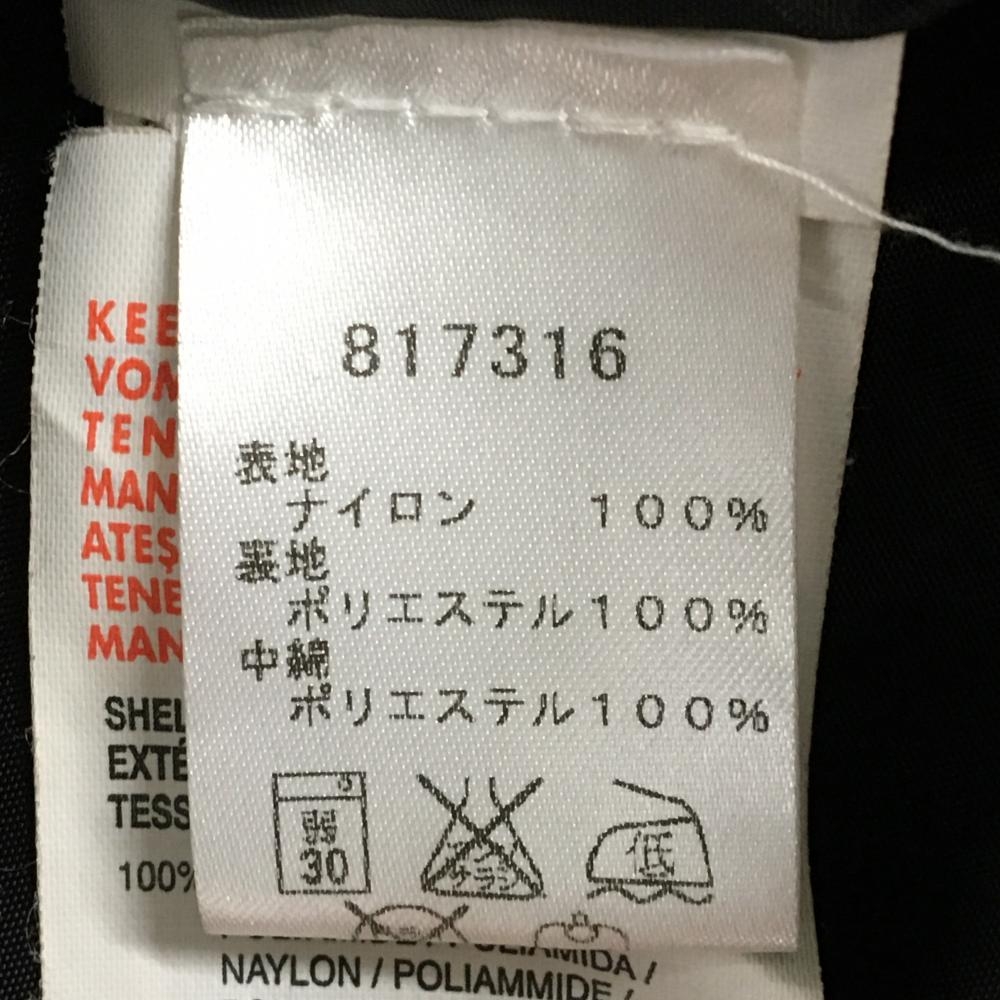 817316
表地
ナイロン 100%
裏地
ポリエステル100%
中綿
ポリエステル100%
弱
30
低
KEE
VOM
TEN
MAN
ATEŞ
TENE
MAN
SHEL
EXTÉ
TESS
100%
NAYLON / POLIAMMIDE /